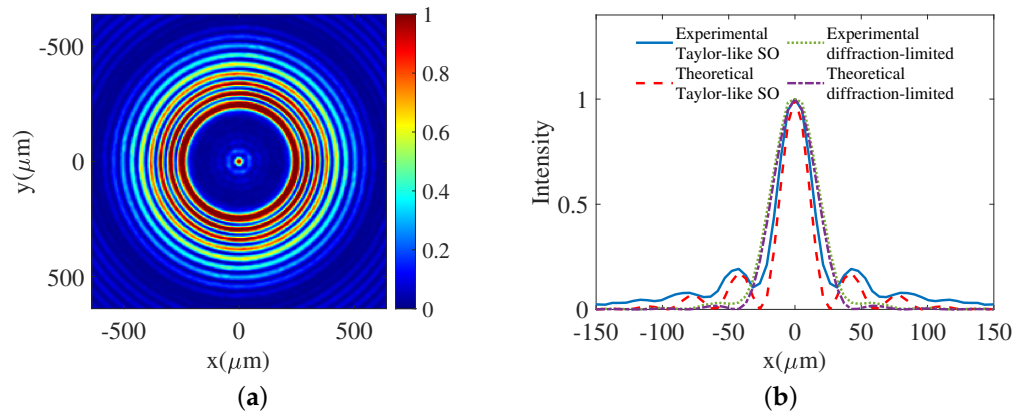 -500
0
500
y(μm)
-500
0
500
x(μm)
1
0.8
0.6
0.4
0.2
0
(a)
Experimental
Taylor-like SO
Theoretical
Taylor-like SO
Experimental
diffraction-limited
Theoretical
diffraction-limited
1
0.5
0
Intensity
-150
-100
-50
0
50
100
150
x(μm)
(b)